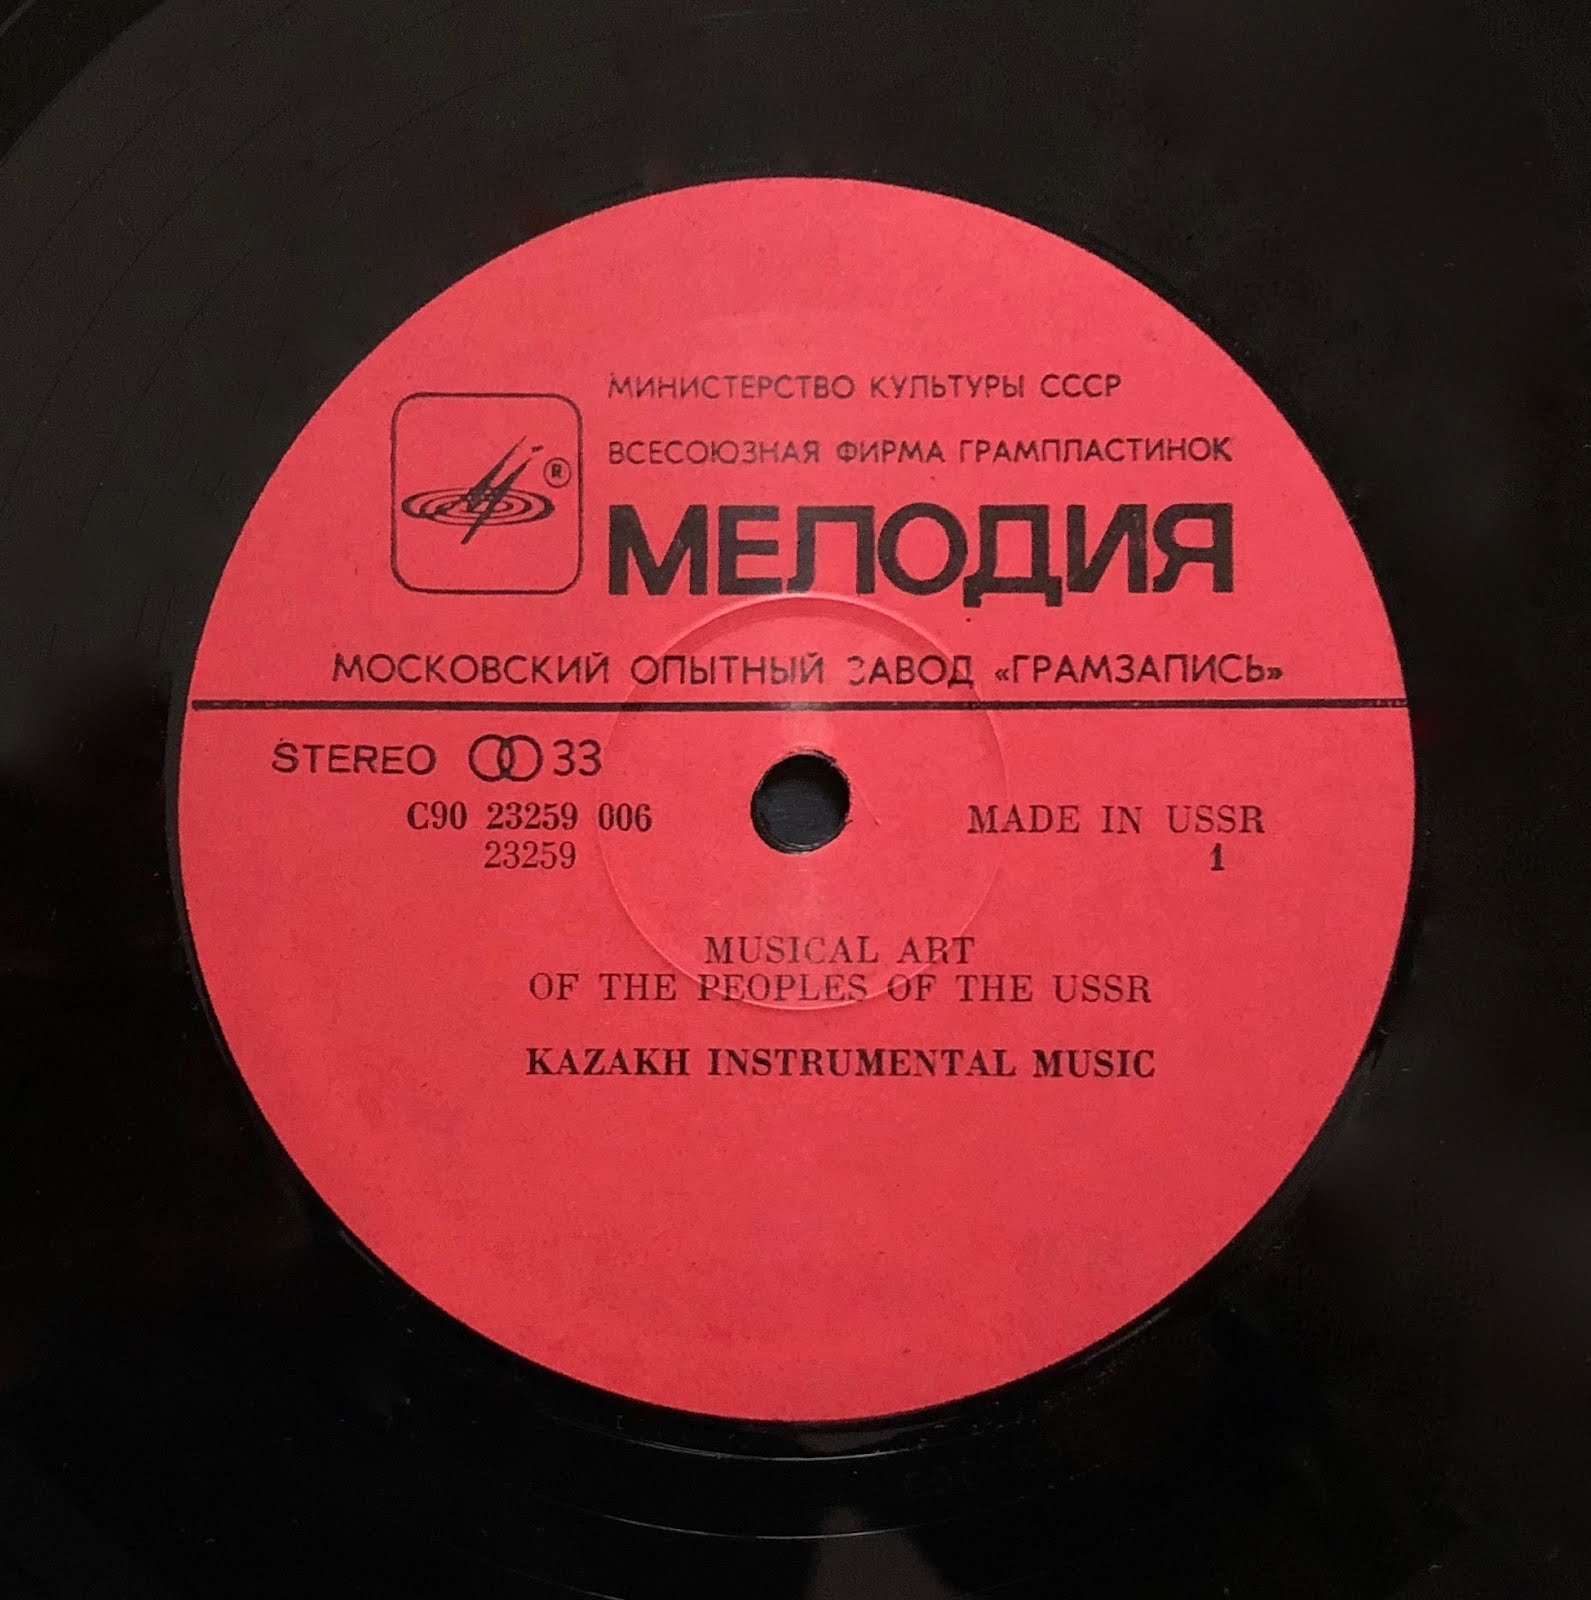 МИНИСТЕРСТВО КУЛЬТУРЫ СССР
ВСЕСОЮЗНАЯ ФИРМА ГРАМПЛАСТИНОК
®
МЕЛОДИЯ
МОСКОВСКИЙ ОПЫТНЫЙ ЗАВОД «ГРАМЗАПИСЬ»
STEREO 33
С90 23259 006
23259
MADE IN USSR
1
MUSICAL ART
OF THE PEOPLES OF THE USSR
KAZAKH INSTRUMENTAL MUSIC